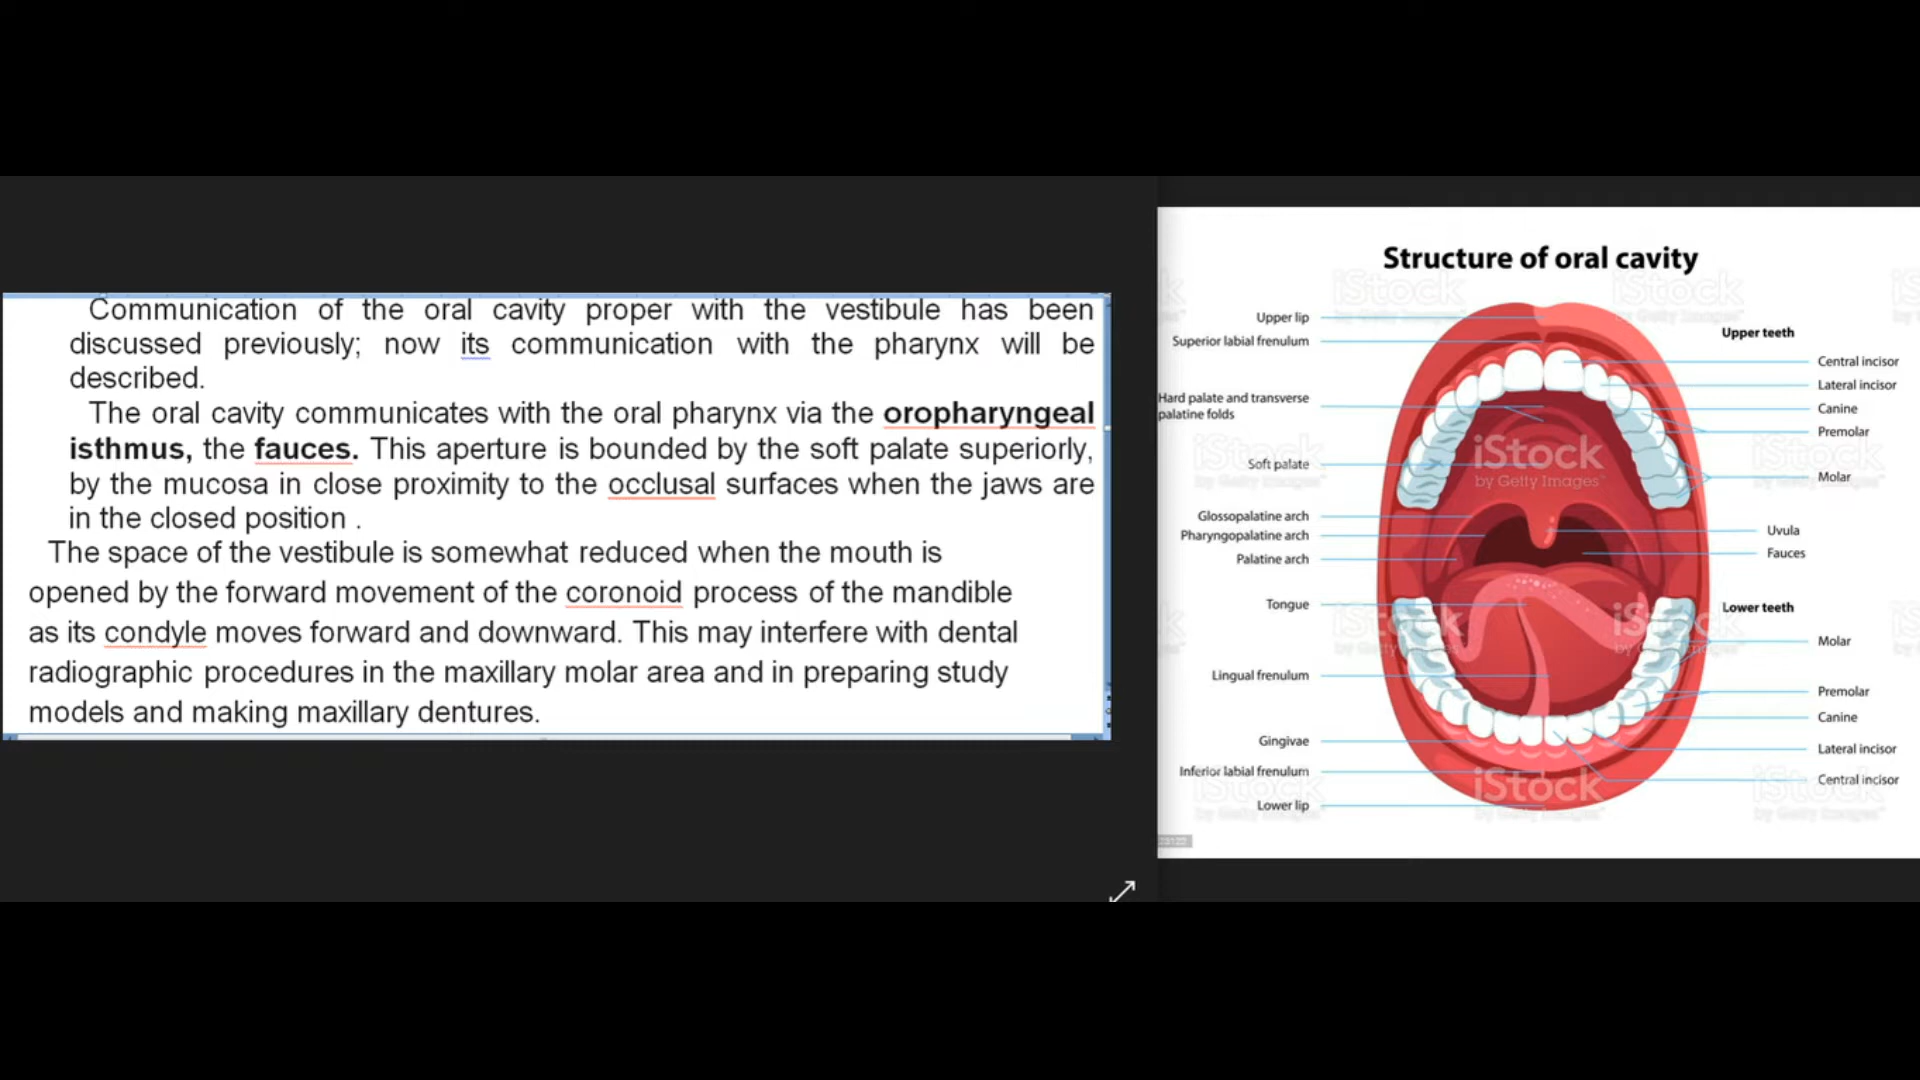 Communication of the oral cavity proper with the vestibule has been
discussed previously; now its communication with the pharynx will be
described.
The oral cavity communicates with the oral pharynx via the oropharyngeal
isthmus, the fauces. This aperture is bounded by the soft palate superiorly,
by the mucosa in close proximity to the occlusal surfaces when the jaws are
in the closed position .
The space of the vestibule is somewhat reduced when the mouth is
opened by the forward movement of the coronoid process of the mandible
as its condyle moves forward and downward. This may interfere with dental
radiographic procedures in the maxillary molar area and in preparing study
models and making maxillary dentures.
Structure of oral cavity
Upper lip
Superior labial frenulum
Hard palate and transverse
palatine folds
Soft palate
Glossopalatine arch
Pharyngopalatine arch
Palatine arch
Tongue
Lingual frenulum
Gingivae
Inferior labial frenulum
Lower lip
Upper teeth
Central incisor
Lateral incisor
Canine
Premolar
Molar
Uvula
Fauces
Lower teeth
Molar
Premolar
Canine
Lateral incisor
Central incisor
iStock
by Getty Images